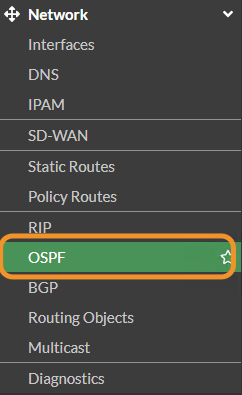 Network
Interfaces
DNS
IPAM
SD-WAN
Static Routes
Policy Routes
RIP
OSPF
BGP
Routing Objects
Multicast
Diagnostics